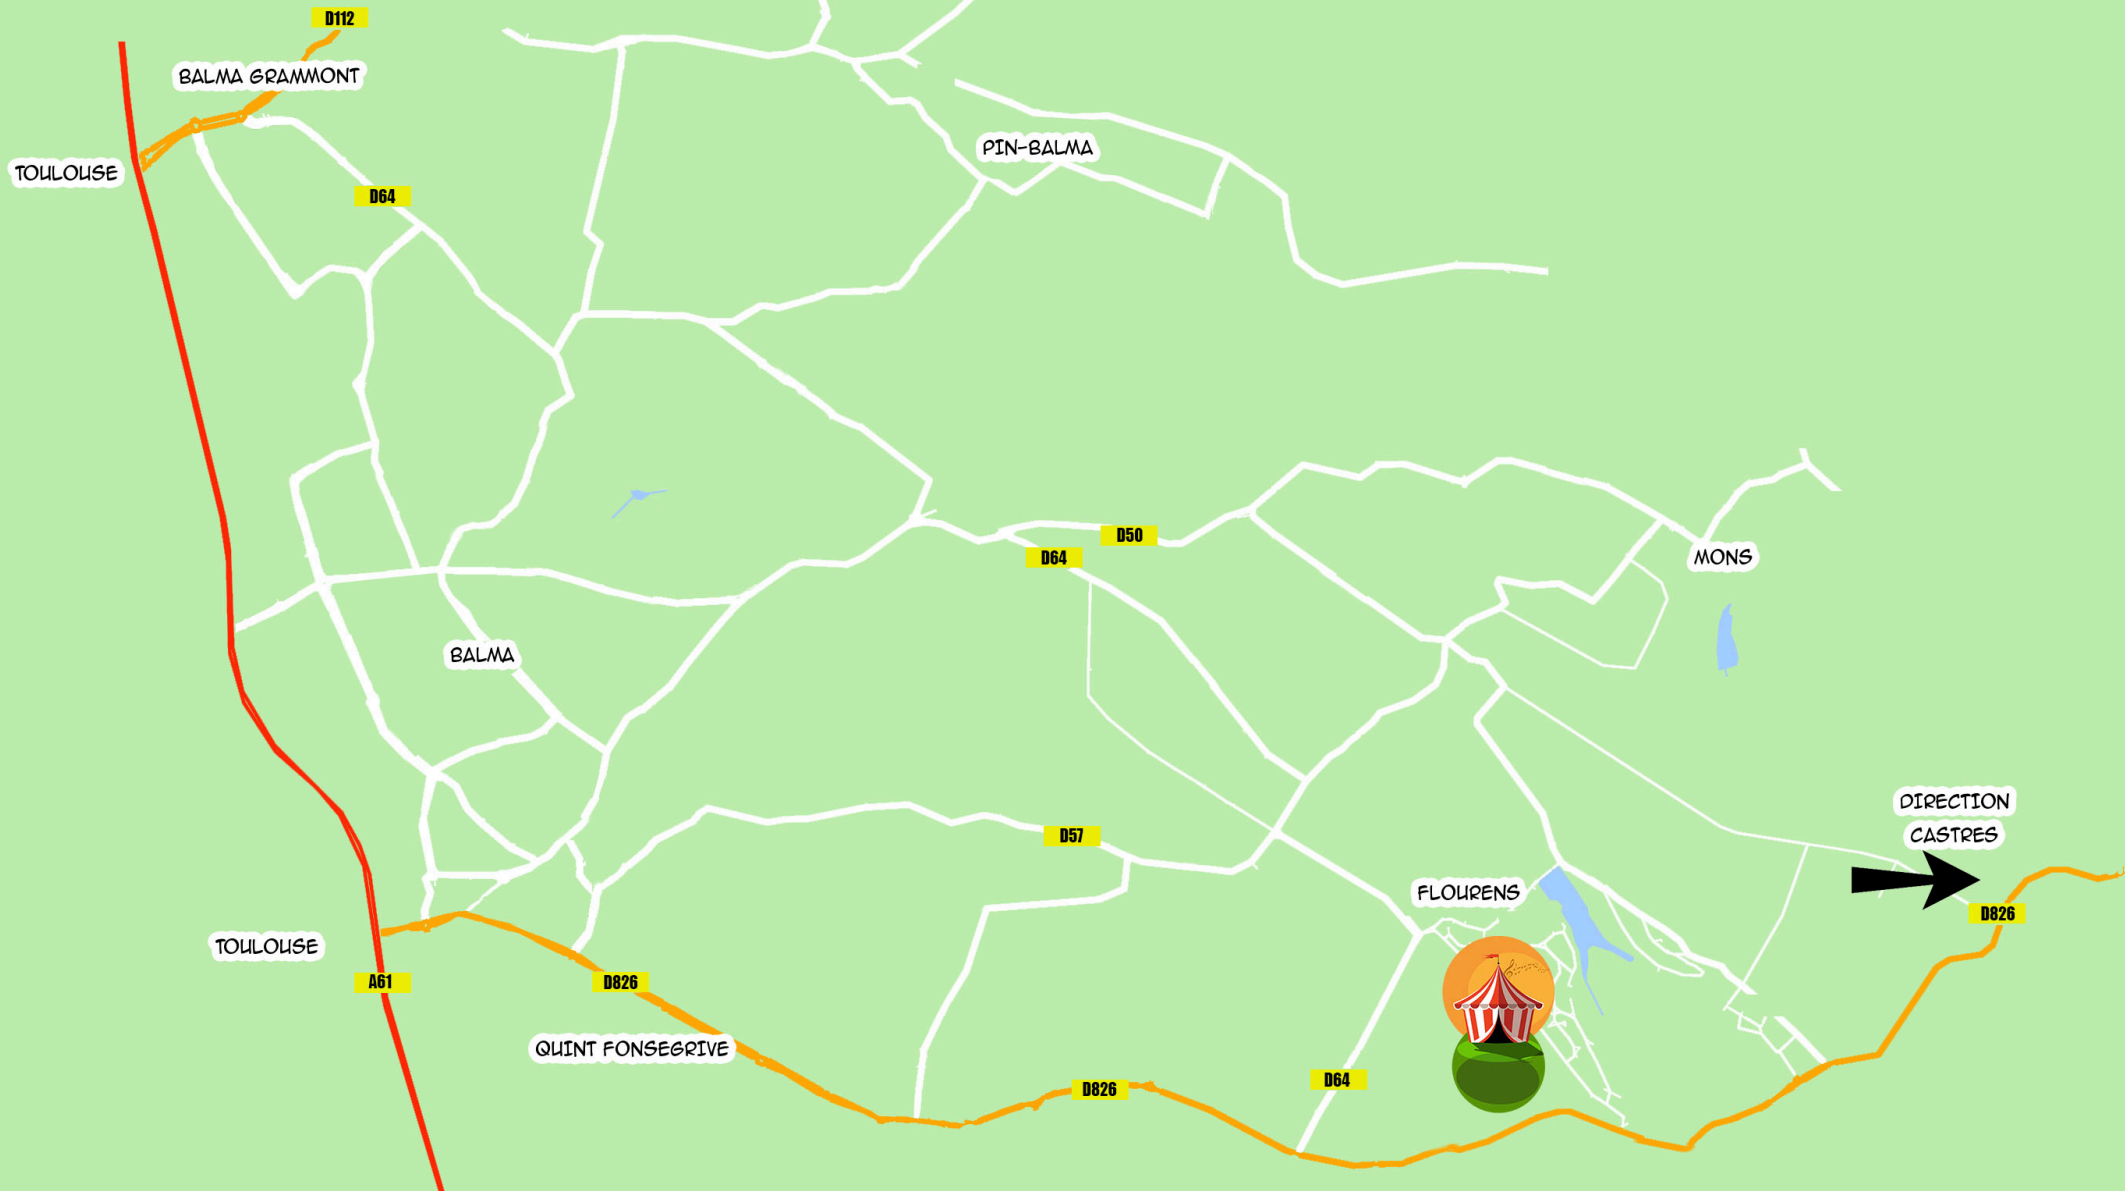 D112
BALMA GRAMMONT
PIN-BALMA
TOULOUSE
D64
D50
D64
MONS
BALMA
DIRECTION
CASTRES
D57
FLOURENS
D826
TOULOUSE
A61
D826
QUINT FONSEGRIVE
D64
D826